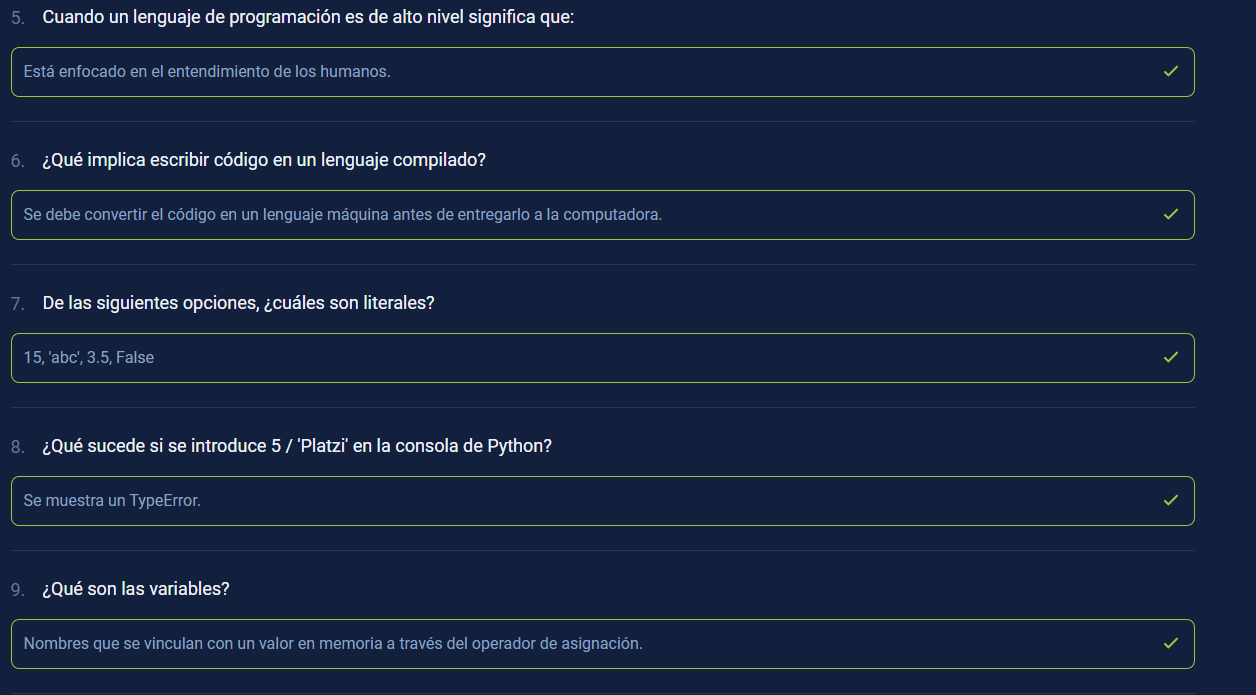 5. Cuando un lenguaje de programación es de alto nivel significa que:
Está enfocado en el entendimiento de los humanos.
6. ¿Qué implica escribir código en un lenguaje compilado?
Se debe convertir el código en un lenguaje máquina antes de entregarlo a la computadora.
7. De las siguientes opciones, ¿cuáles son literales?
15, 'abc', 3.5, False
8. ¿Qué sucede si se introduce 5 / 'Platzi' en la consola de Python?
Se muestra un TypeError.
9. ¿Qué son las variables?
Nombres que se vinculan con un valor en memoria a través del operador de asignación.